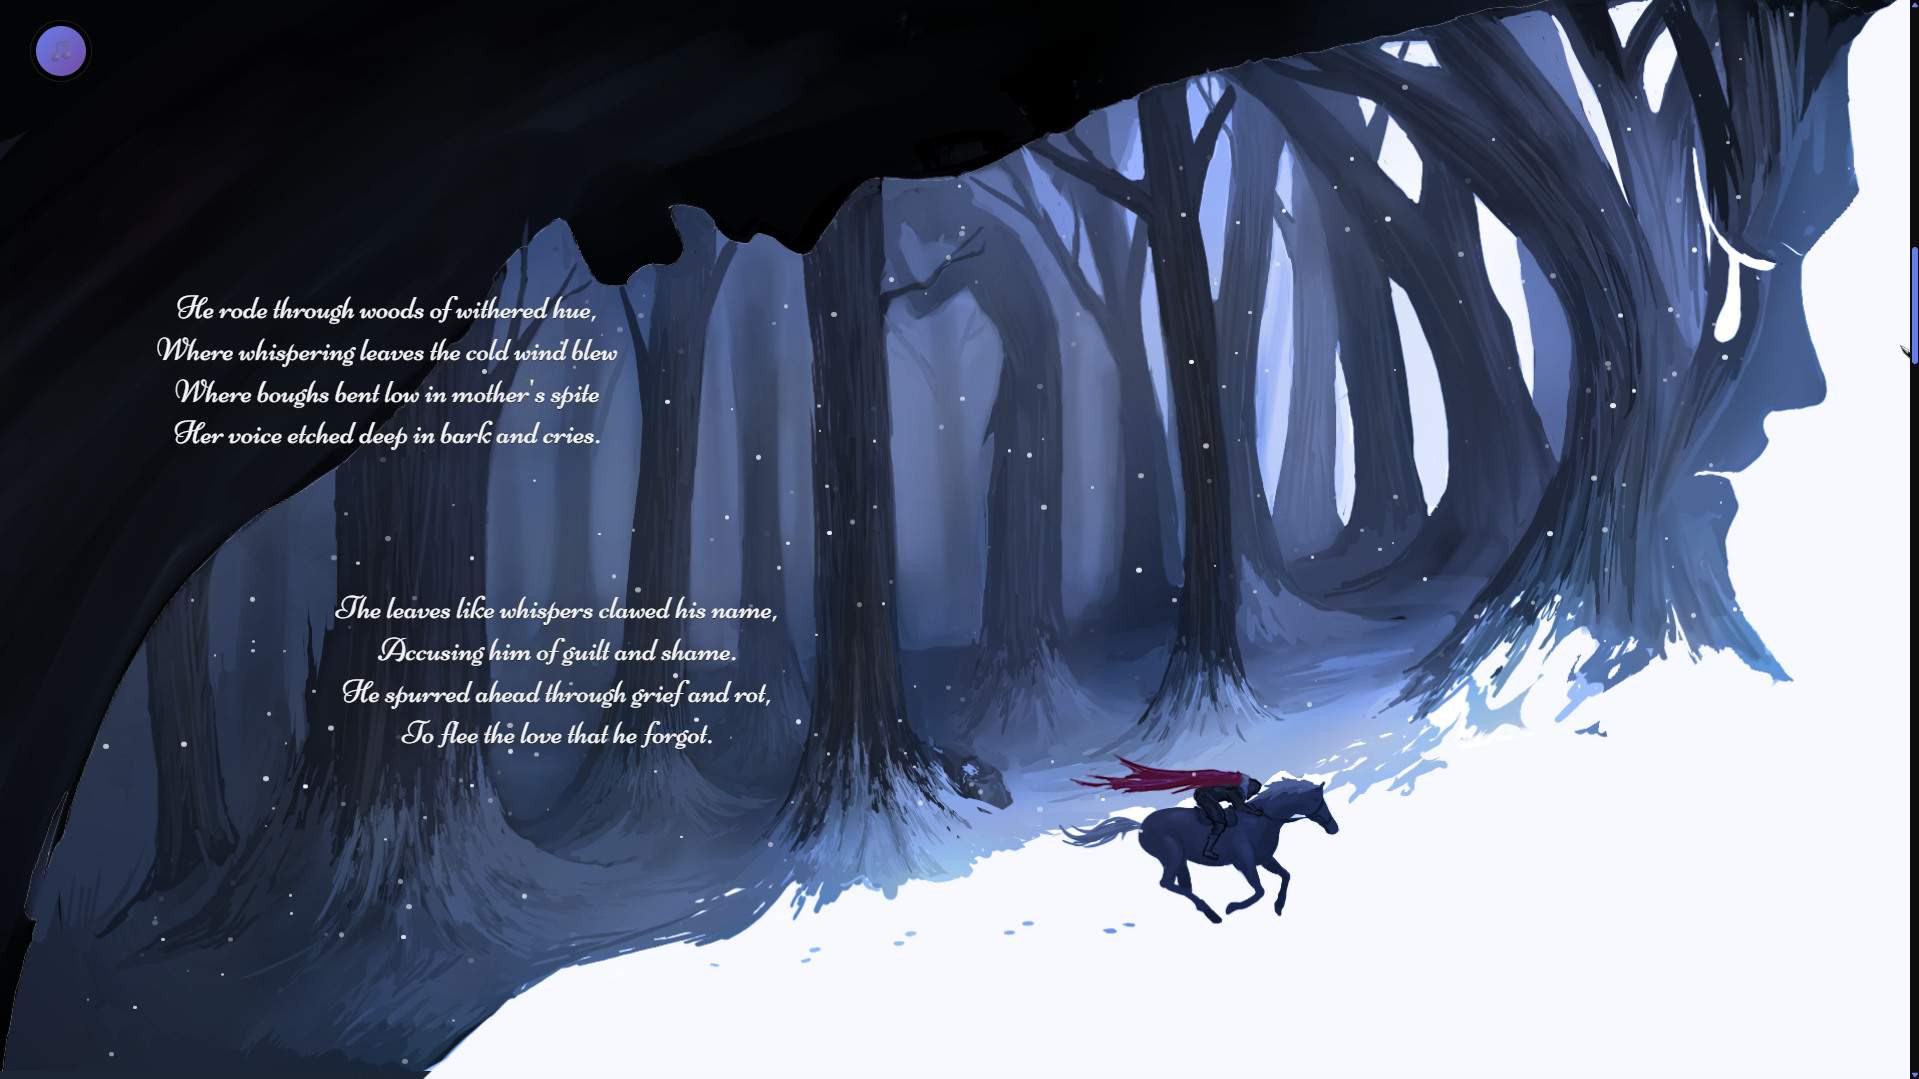 He rode through woods of withered hue,
Where whispering leaves the cold wind blew
Where boughs bent low in mother's spite
Her voice etched deep in bark and cries.
The leaves like whispers clawed his name,
Accusing him of guilt and shame.
He spurred ahead through grief and rot,
To flee the love that he forgot.